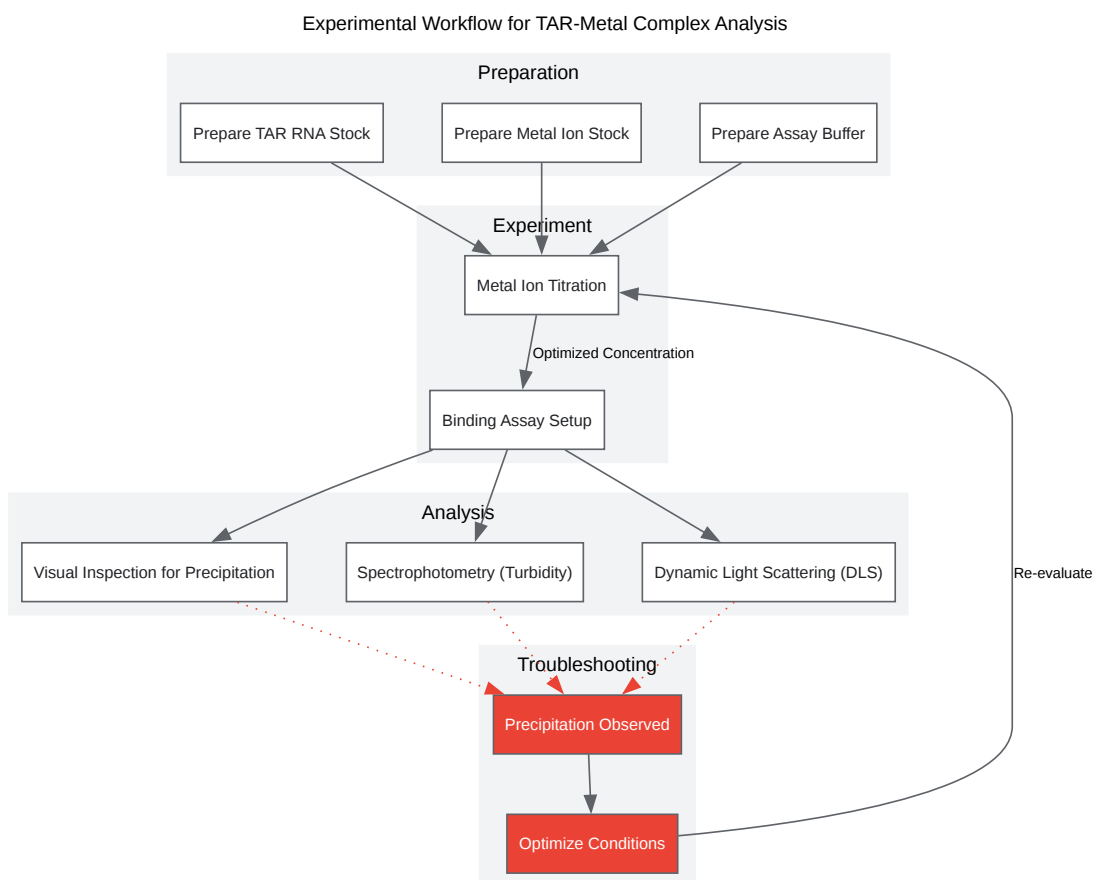 Experimental Workflow for TAR-Metal Complex Analysis
Preparation
Prepare TAR RNA Stock
Prepare Metal Ion Stock
Prepare Assay Buffer
Experiment
Metal Ion Titration
Optimized Concentration
Binding Assay Setup
Analysis
Visual Inspection for Precipitation
Spectrophotometry (Turbidity)
Dynamic Light Scattering (DLS)
Re-evaluate
Troubleshooting
Precipitation Observed
Optimize Conditions